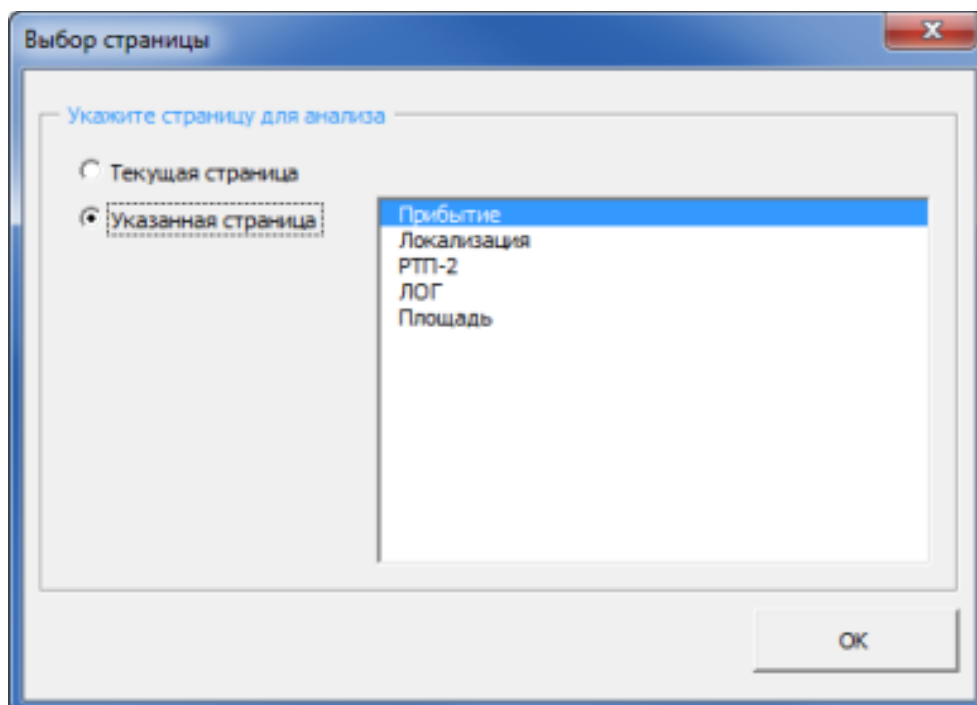 Выбор страницы
Укажите страницу для анализа
Текущая страница
Указанная страница
Прибытие
Локализация
РТП-2
ЛОГ
Площадь
OK